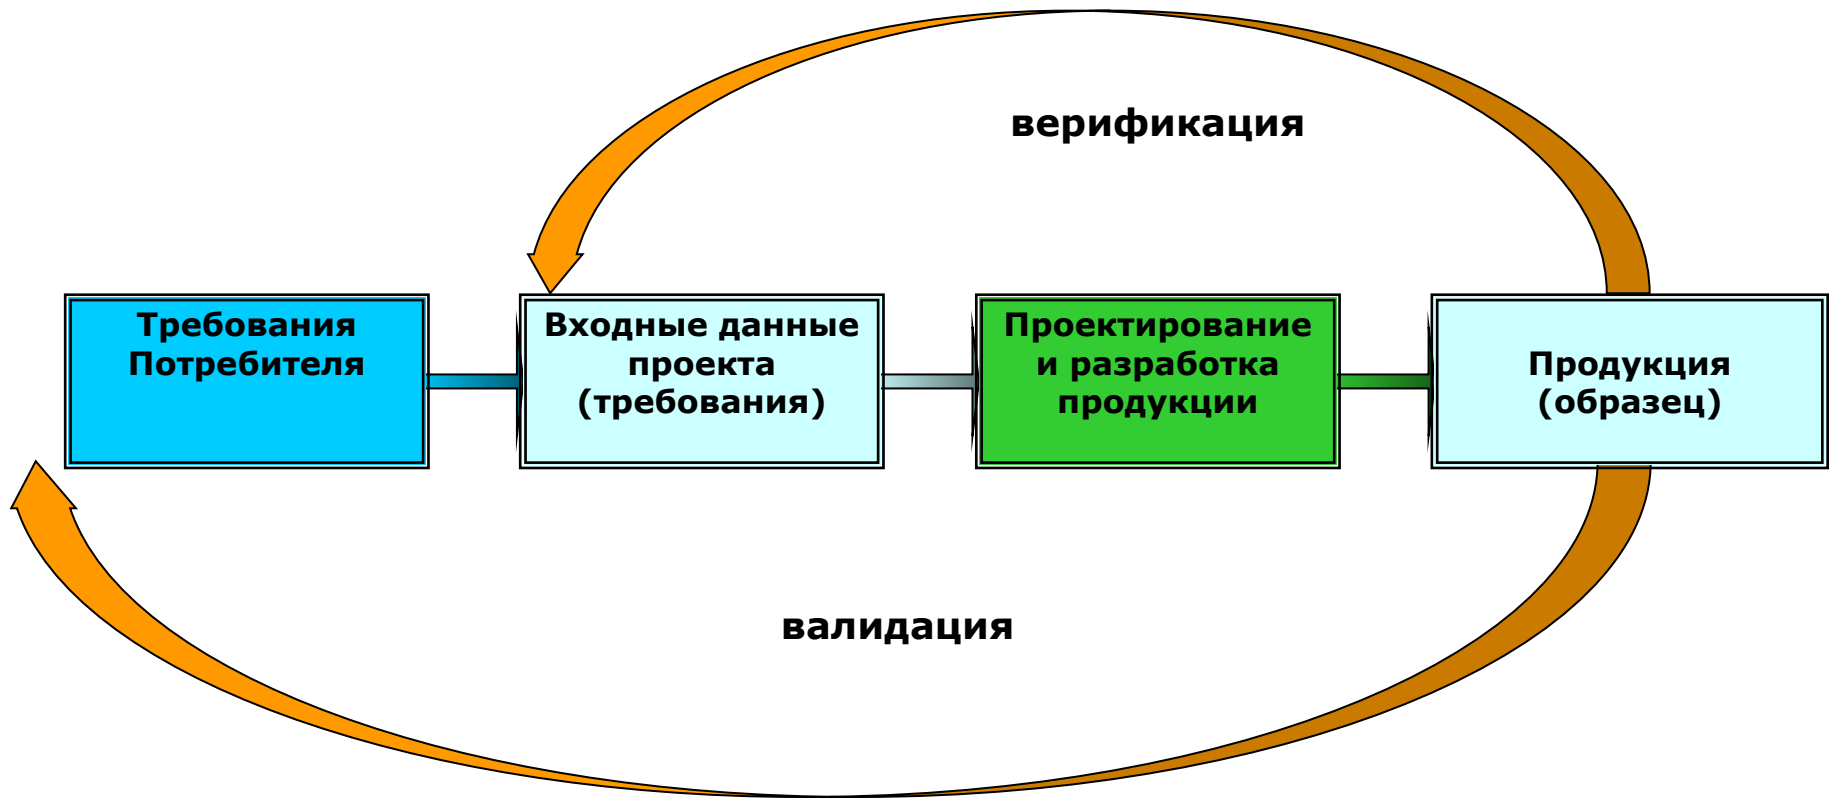 верификация
Требования
Потребителя
Входные данные
проекта
(требования)
Проектирование
и разработка
продукции
Продукция
(образец)
валидация